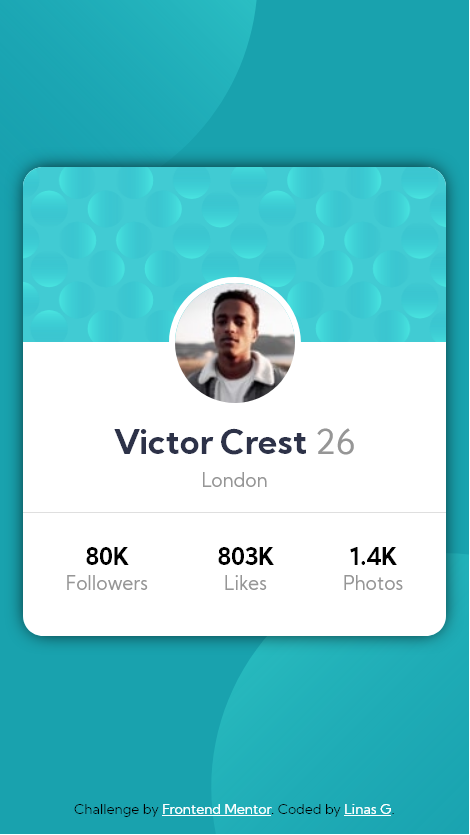 Victor Crest 26
London
80K 803K 1.4K
Followers Likes Photos
Challenge by Frontend Mentor. Coded by Linas G.